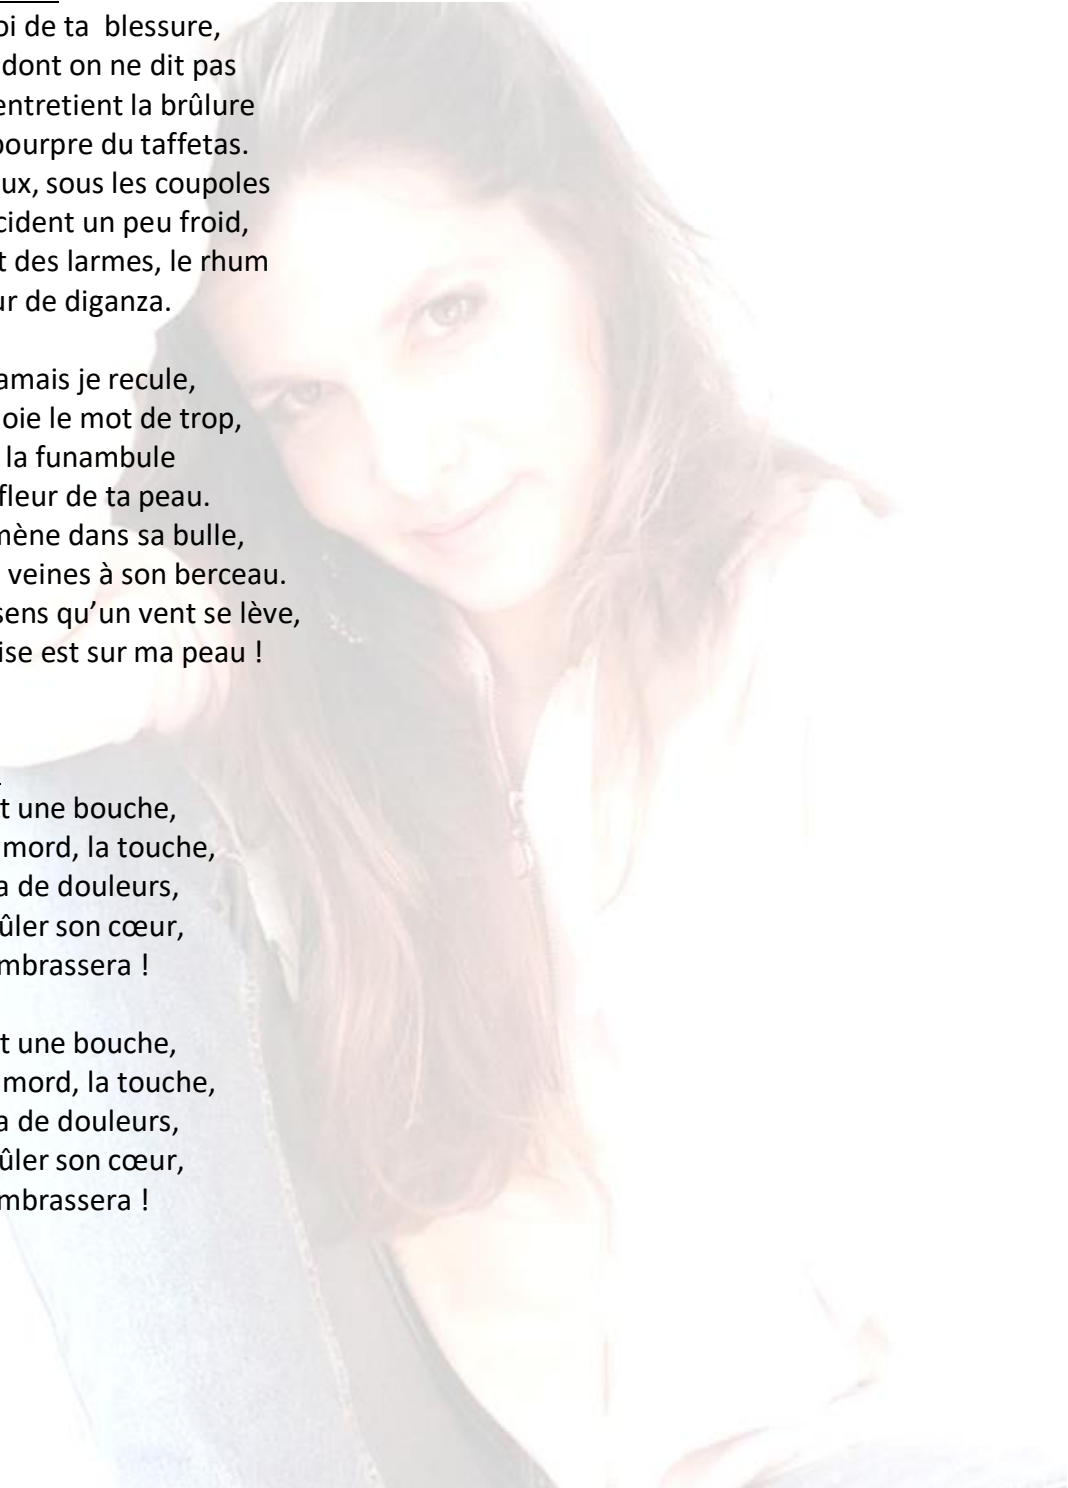 oi de ta blessure,
dont on ne dit pas
entretient la brûlure
pourpre du taffetas.
ux, sous les coupoles
cident un peu froid,
t des larmes, le rhum
ur de diganza.
amais je recule,
oie le mot de trop,
la funambule
fleur de ta peau.
mène dans sa bulle,
veines à son berceau.
sens qu’un vent se lève,
ise est sur ma peau !
t une bouche,
mord, la touche,
a de douleurs,
ûler son cœur,
mbrassera !
t une bouche,
mord, la touche,
a de douleurs,
ûler son cœur,
mbrassera !